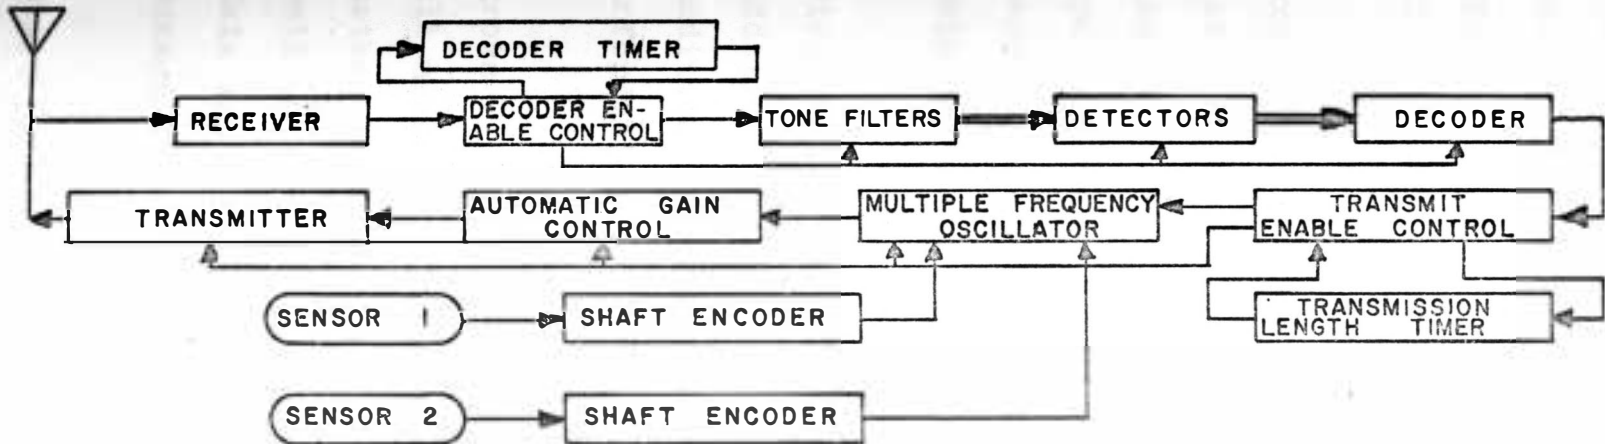 DECODER TIMER
RECEIVER
DECODER EN-
ABLE CONTROL
TONE FILTERS
DETECTORS
DECODER
TRANSMITTER
AUTOMATIC GAIN
CONTROL
MULTIPLE FREQUENCY
OSCILLATOR
TRANSMIT
ENABLE CONTROL
SENSOR 1
SHAFT ENCODER
TRANSMISSION
LENGTH TIMER
SENSOR 2
SHAFT ENCODER